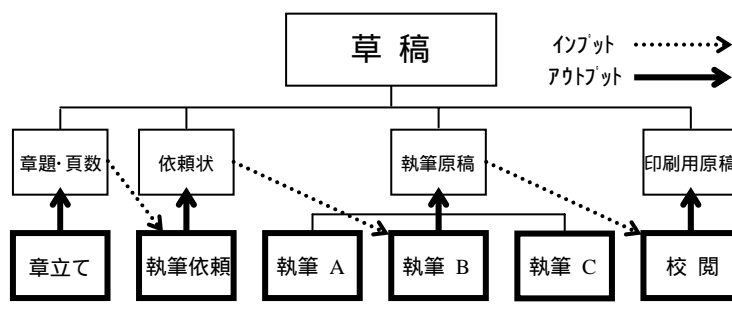 草 稿
インプット
アウトプット
章題・頁数
依頼状
執筆原稿
印刷用原稿
章立て
執筆依頼
執筆 A
執筆 B
執筆 C
校 閲